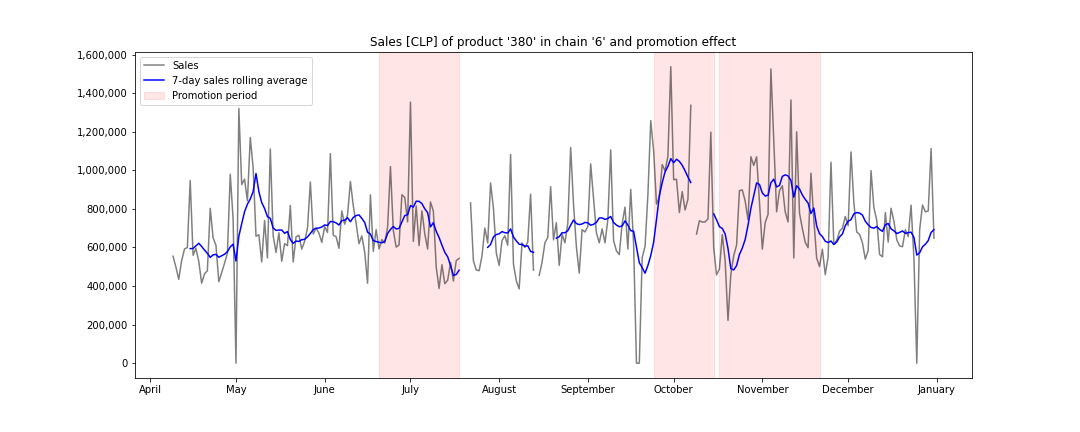 Sales [CLP] of product '380' in chain '6' and promotion effect
1,600,000
1,400,000
1,200,000
1,000,000
800,000
600,000
400,000
200,000
0
Sales
7-day sales rolling average
Promotion period
April May June July August September October November December January